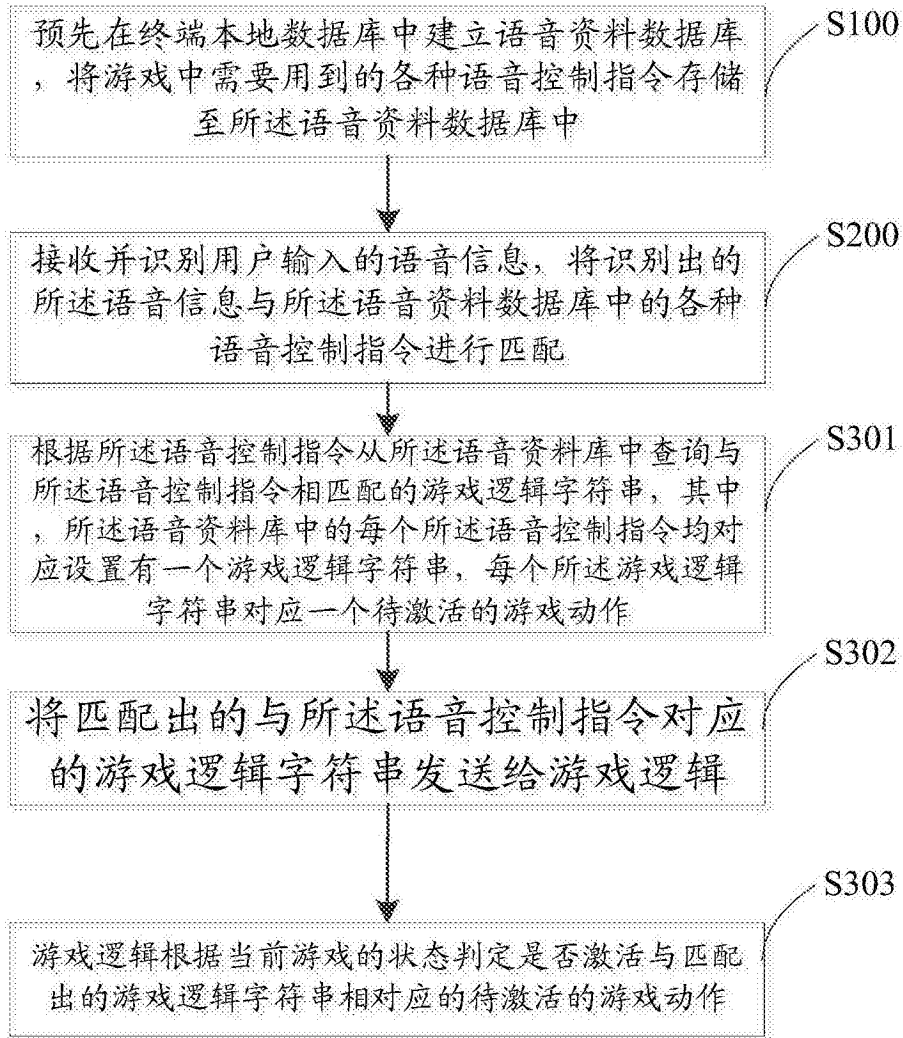 预先在终端本地数据库中建立语音资料数据库
，将游戏中需要用到的各种语音控制指令存储
至所述语音资料数据库中
S100
接收并识别用户输入的语音信息，将识别出的
所述语音信息与所述语音资料数据库中的各种
语音控制指令进行匹配
S200
根据所述语音控制指令从所述语音资料库中查询与
所述语音控制指令相匹配的游戏逻辑字符串，其中
，所述语音资料库中的每个所述语音控制指令均对
应设置有一个游戏逻辑字符串，每个所述游戏逻辑
字符串对应一个待激活的游戏动作
S301
将匹配出的与所述语音控制指令对应
的游戏逻辑字符串发送给游戏逻辑
S302
游戏逻辑根据当前游戏的状态判定是否激活与匹配
出的游戏逻辑字符串相对应的待激活的游戏动作
S303